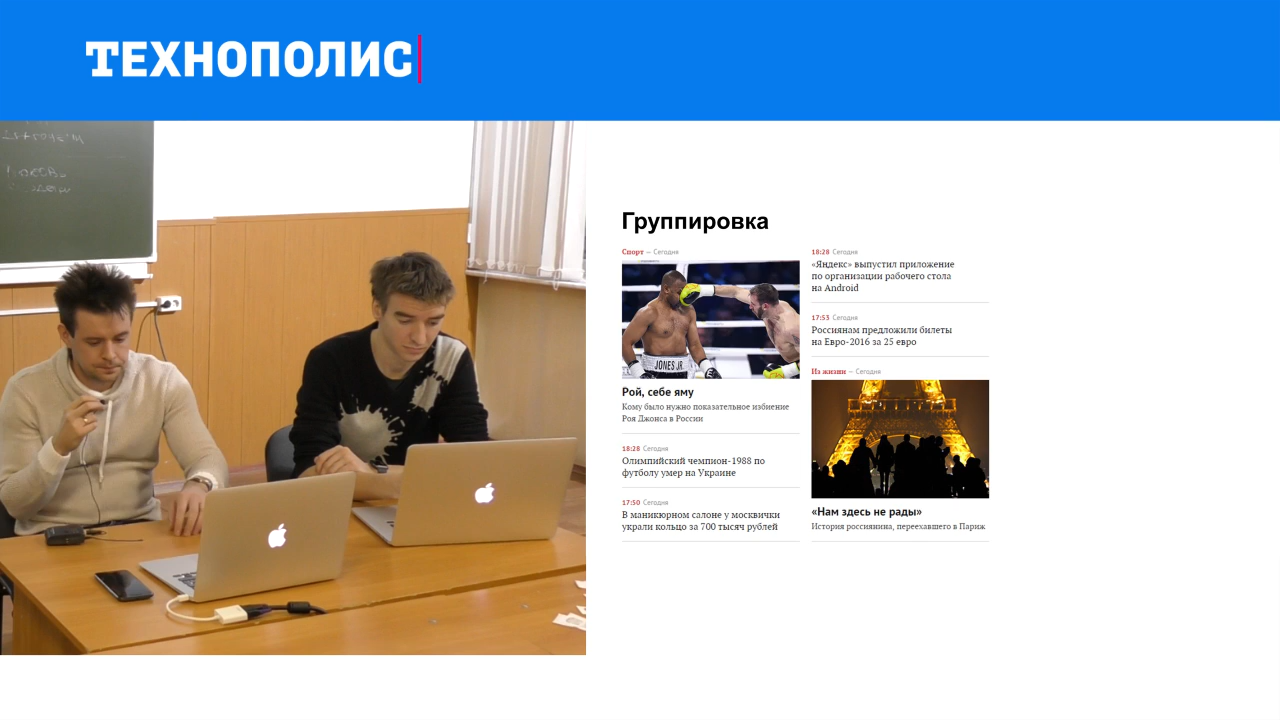 ТЕХНОПОЛИС
Группировка
Спорт — Сегодня
JONES JR.
Рой, себе яму
Кому было нужно показательное избиение
Роя Джонса в России
18:28 Сегодня
Олимпийский чемпион-1988 по
футболу умер на Украине
17:50 Сегодня
В маникюрном салоне у москвички
украли кольцо за 700 тысяч рублей
18:28 Сегодня
«Яндекс» выпустил приложение
по организации рабочего стола
на Android
17:53 Сегодня
Россиянам предложили билеты
на Евро-2016 за 25 евро
Из жизни — Сегодня
«Нам здесь не рады»
История россиянина, переехавшего в Париж